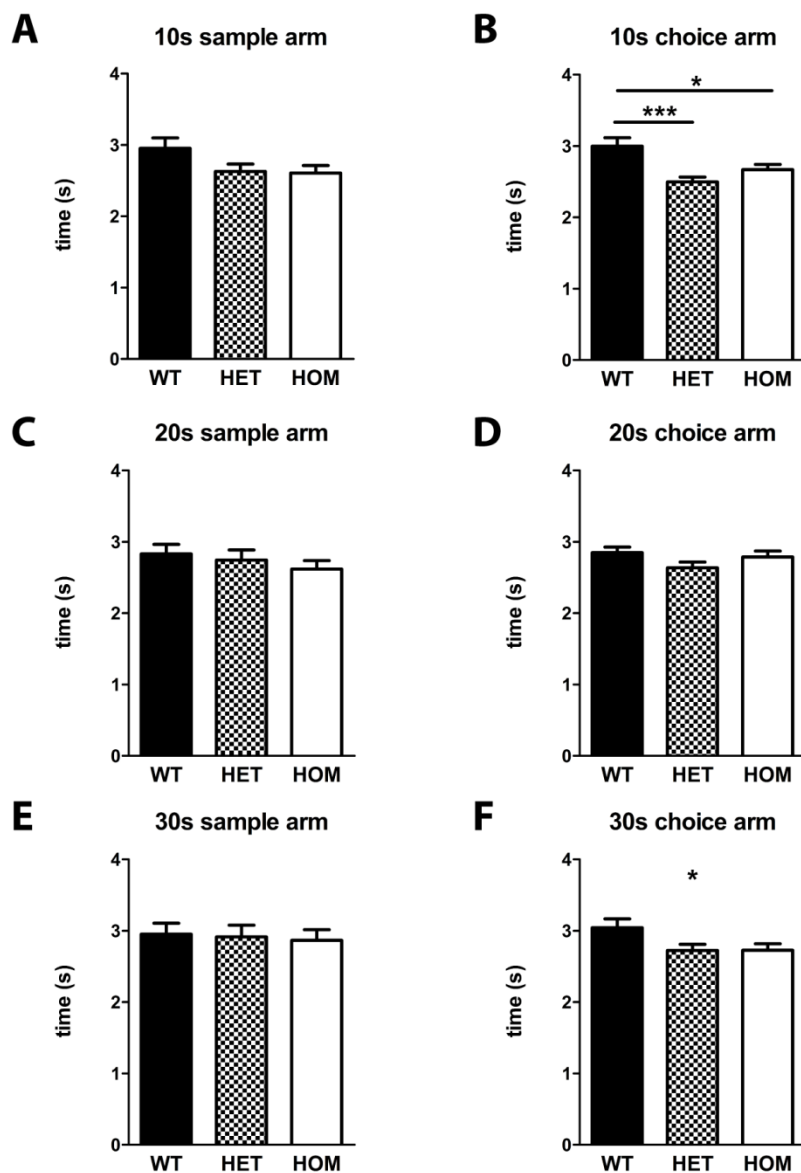 A
10s sample arm
4
3
2
1
0
time (s)
WT HET HOM
B
10s choice arm
4
3
2
1
0
time (s)
*
***
WT HET HOM
C
20s sample arm
4
3
2
1
0
time (s)
WT HET HOM
D
20s choice arm
4
3
2
1
0
time (s)
WT HET HOM
E
30s sample arm
4
3
2
1
0
time (s)
WT HET HOM
F
30s choice arm
4
3
2
1
0
time (s)
*
WT HET HOM